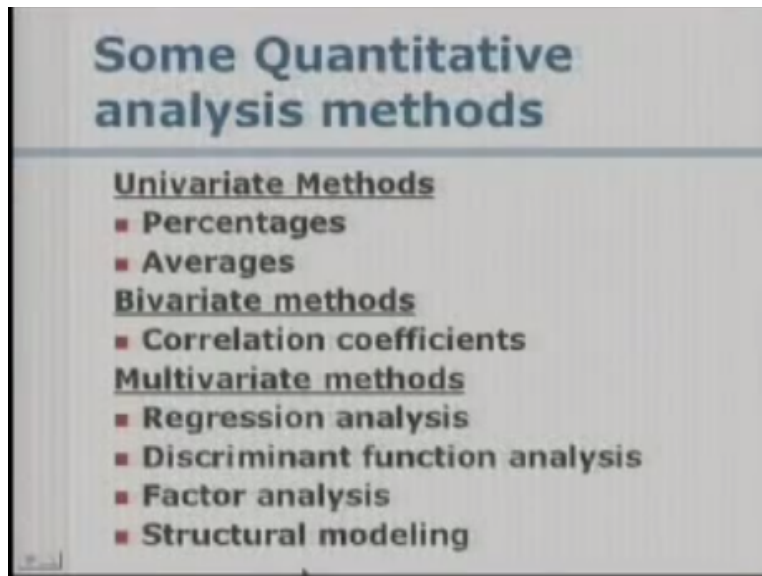 Some Quantitative
analysis methods
Univariate Methods
▪ Percentages
▪ Averages
Bivariate methods
▪ Correlation coefficients
Multivariate methods
▪ Regression analysis
▪ Discriminant function analysis
▪ Factor analysis
▪ Structural modeling